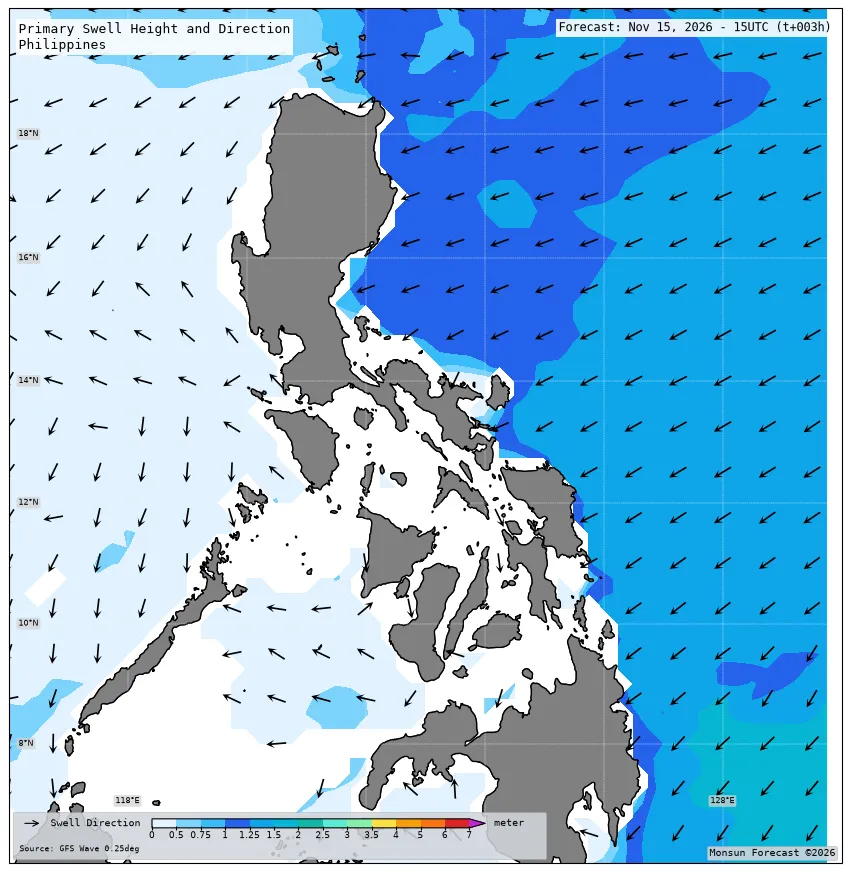 Primary Swell Height and Direction
Philippines
Forecast: Nov 15, 2026 - 15UTC (t+003h)
18°N
16°N
14°N
12°N
10°N
8°N
118°E
128°E
Swell Direction
meter
0 0.5 0.75 1 1.25 1.5 2 2.5 3 3.5 4 5 6 7
Source: GFS Wave 0.25deg
Monsun Forecast ©2026